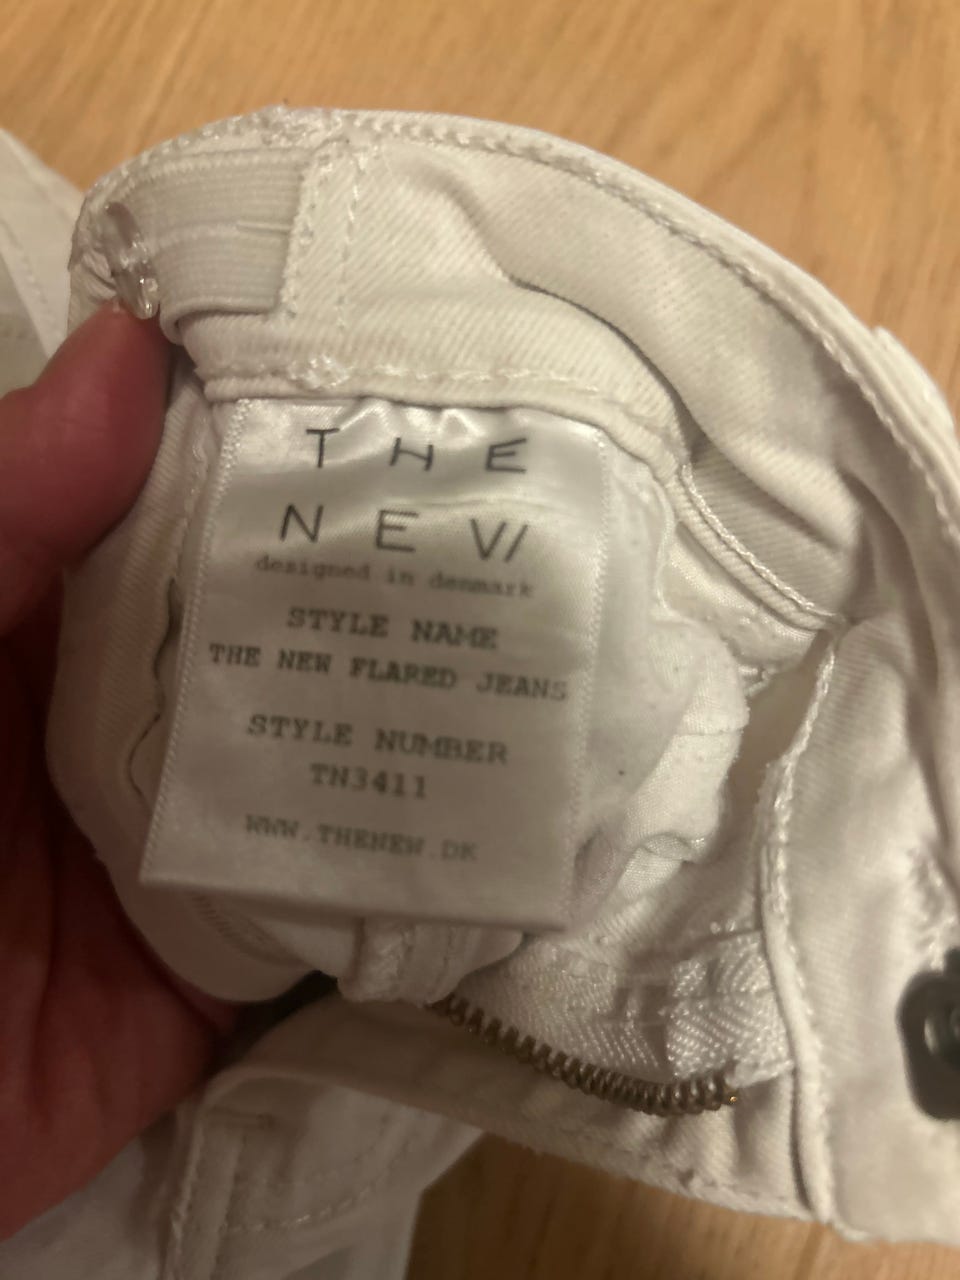 THE
NEW
designed in denmark
STYLE NAME
THE NEW FLARED JEANS
STYLE NUMBER
TN3411
WWW.THENEW.DK